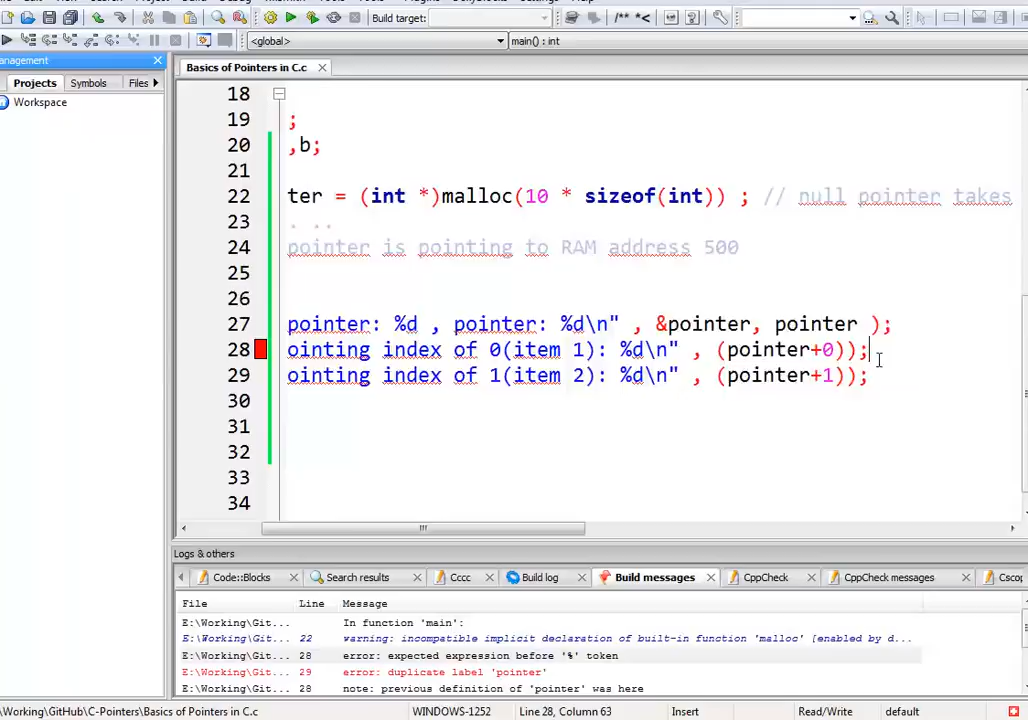 Build target:
<global>
main() : int
anagement
Basics of Pointers in C.c
Projects Symbols Files
Workspace
18
19 ;
20 ,b;
21
22 ter = (int *)malloc(10 * sizeof(int)) ; // null pointer takes
23 . ..
24 pointer is pointing to RAM address 500
25
26
27 pointer: %d , pointer: %d\n" , &pointer, pointer );
28 ointing index of 0(item 1): %d\n" , (pointer+0));
29 ointing index of 1(item 2): %d\n" , (pointer+1));
30
31
32
33
34
Logs & others
Code::Blocks Search results Cccc Build log Build messages CppCheck CppCheck messages Cscop
File Line Message
E:\Working\Git... In function 'main':
E:\Working\Git... 22 warning: incompatible implicit declaration of built-in function 'malloc' [enabled by d...
E:\Working\Git... 28 error: expected expression before '%' token
E:\Working\Git... 29 error: duplicate label 'pointer'
E:\Working\Git... 28 note: previous definition of 'pointer' was here
E:\Working\GitHub\C-Pointers\Basics of Pointers in C.c WINDOWS-1252 Line 28, Column 63 Insert Read/Write default